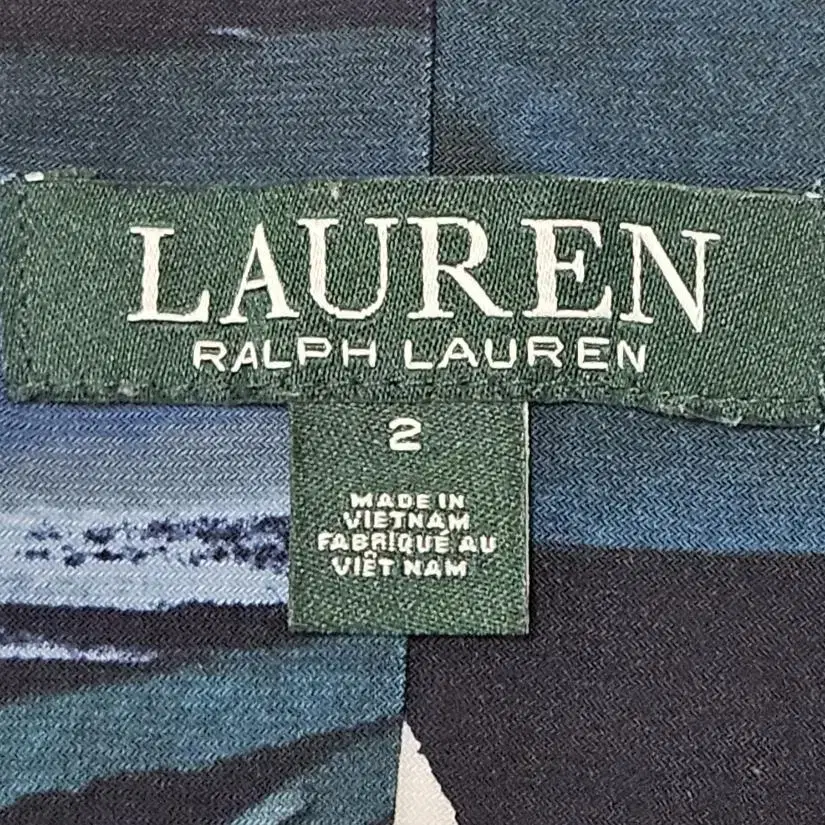 LAUREN
RALPH LAUREN
2
MADE IN
VIETNAM
FABRIQUÉ AU
VIÊT NAM